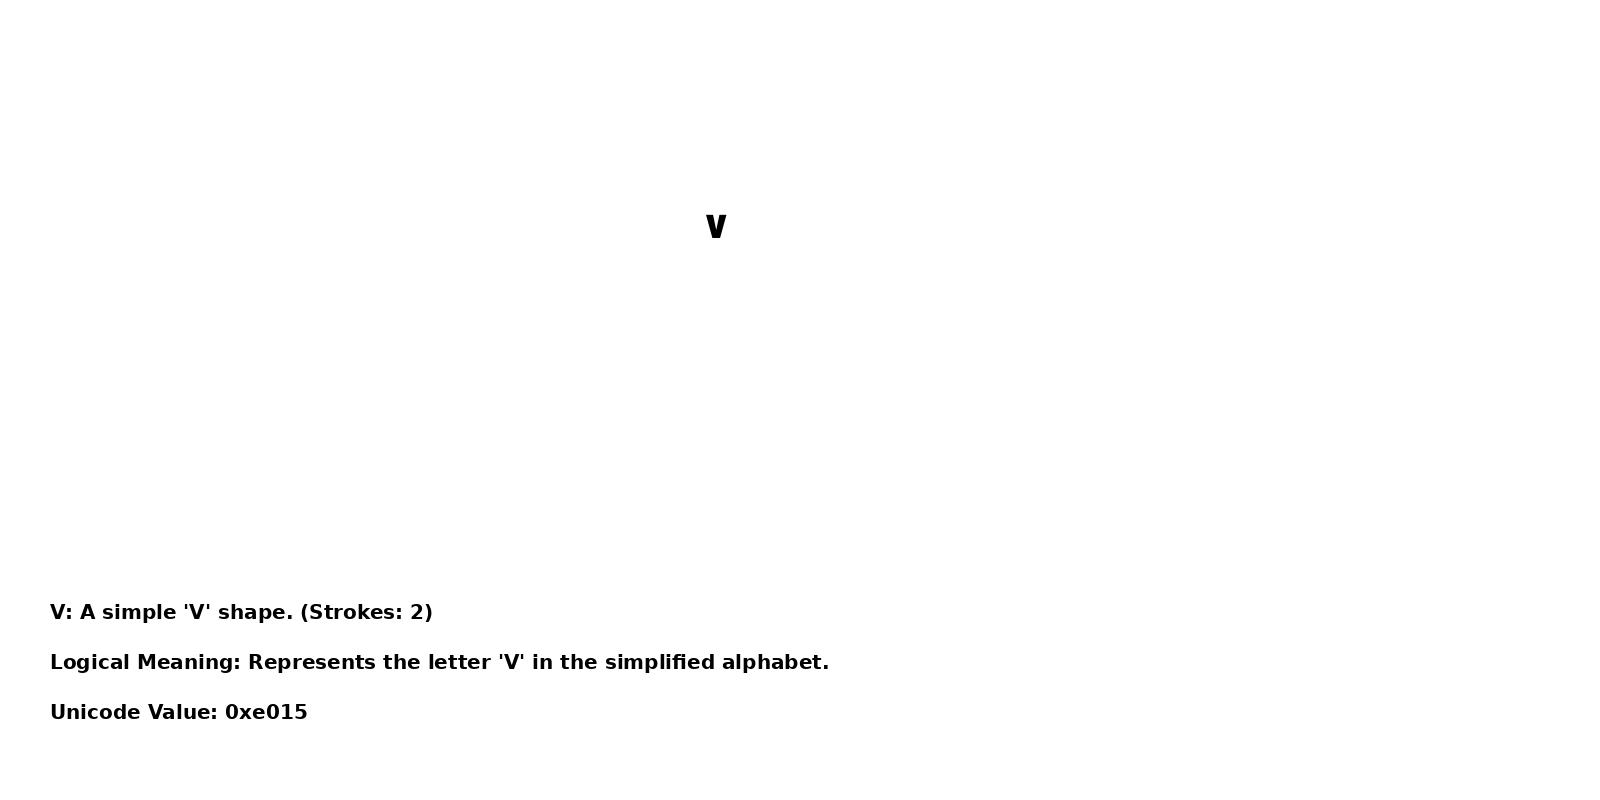 v
V: A simple 'V' shape. (Strokes: 2)
Logical Meaning: Represents the letter 'V' in the simplified alphabet.
Unicode Value: 0xe015